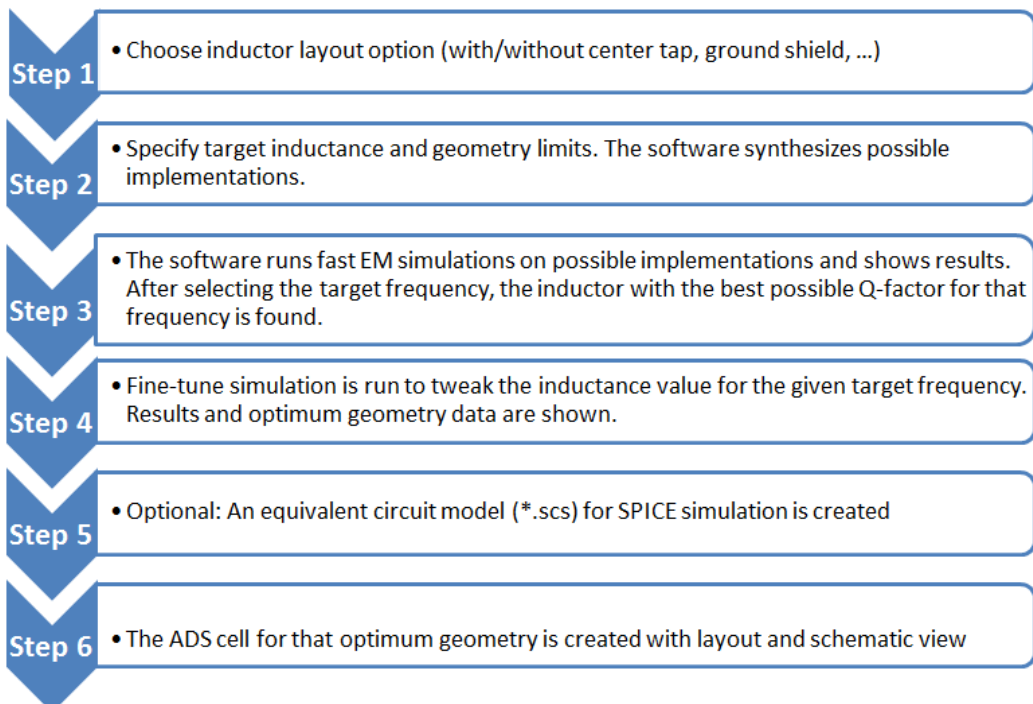 Step 1
• Choose inductor layout option (with/without center tap, ground shield, ...)
Step 2
• Specify target inductance and geometry limits. The software synthesizes possible
implementations.
Step 3
• The software runs fast EM simulations on possible implementations and shows results.
After selecting the target frequency, the inductor with the best possible Q-factor for that
frequency is found.
Step 4
• Fine-tune simulation is run to tweak the inductance value for the given target frequency.
Results and optimum geometry data are shown.
Step 5
• Optional: An equivalent circuit model (*.scs) for SPICE simulation is created
Step 6
• The ADS cell for that optimum geometry is created with layout and schematic view